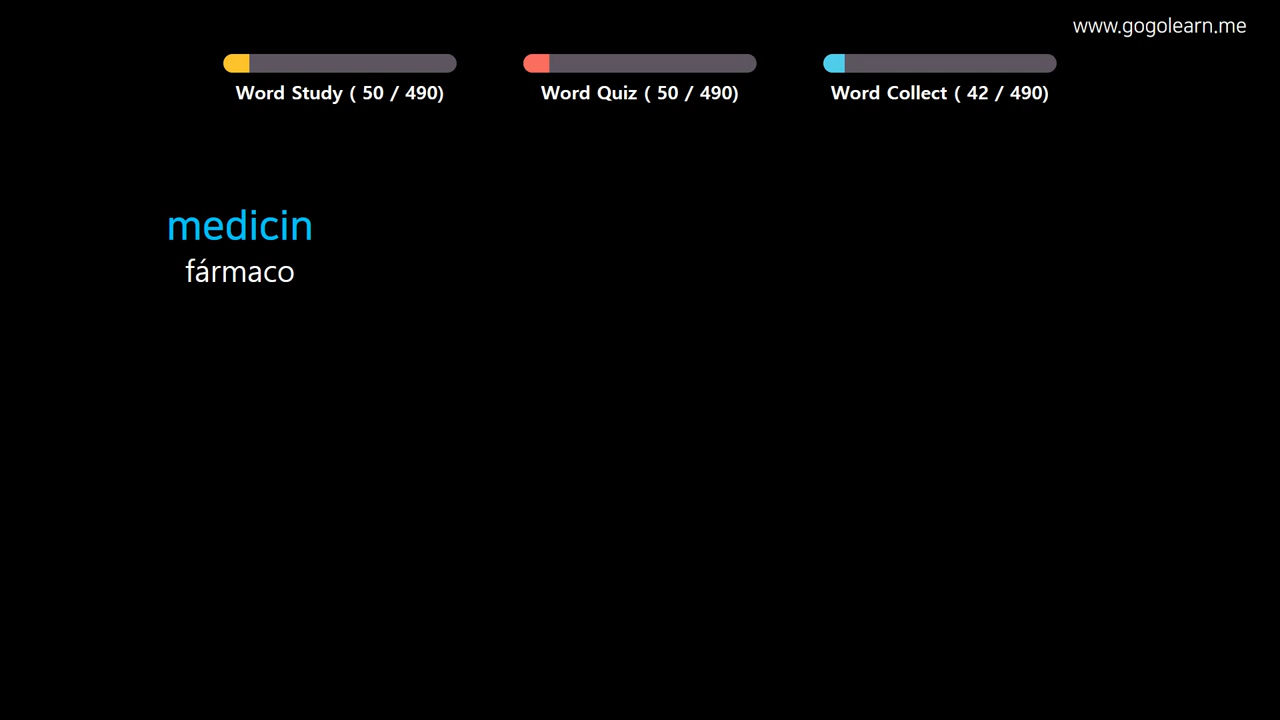 www.gogolearn.me
Word Study ( 50 / 490)
Word Quiz ( 50 / 490)
Word Collect ( 42 / 490)
medicin
fármaco